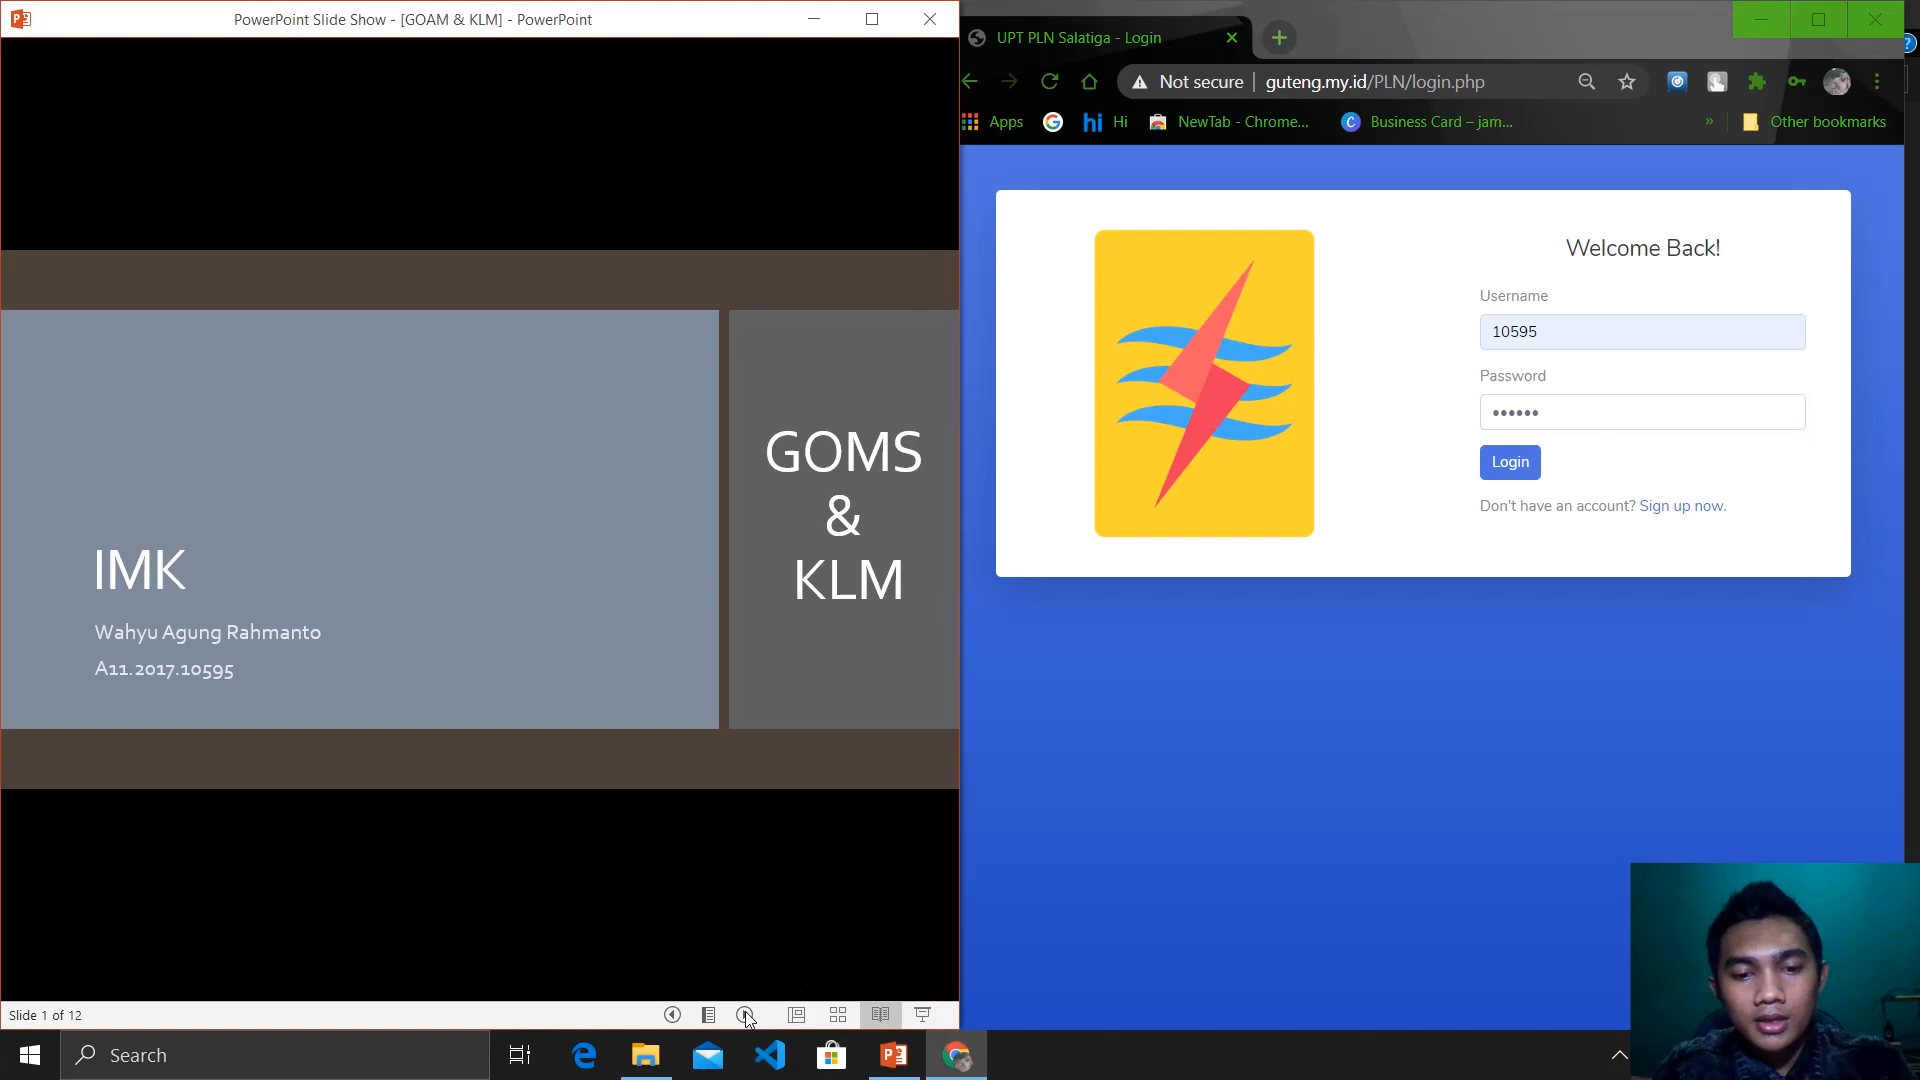 PowerPoint Slide Show - [GOAM & KLM] - PowerPoint
IMK
Wahyu Agung Rahmanto
A11.2017.10595
GOMS
&
KLM
Slide 1 of 12
UPT PLN Salatiga - Login
Not secure
guteng.my.id/PLN/login.php
Apps
hi Hi
NewTab - Chrome...
Business Card – jam...
»
Other bookmarks
Welcome Back!
Username
10595
Password
••••••
Login
Don't have an account? Sign up now.
Search